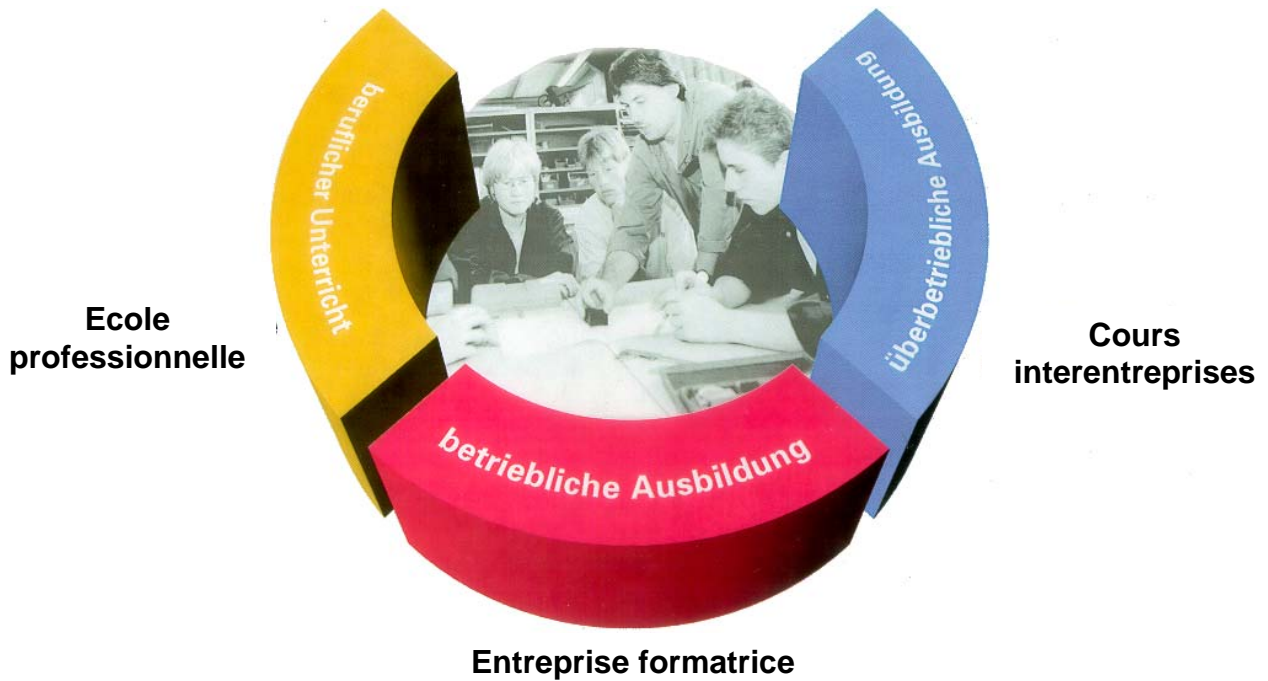 beruflicher Unterricht
überbetriebliche Ausbildung
Ecole
professionnelle
Cours
interentreprises
betriebliche Ausbildung
Entreprise formatrice